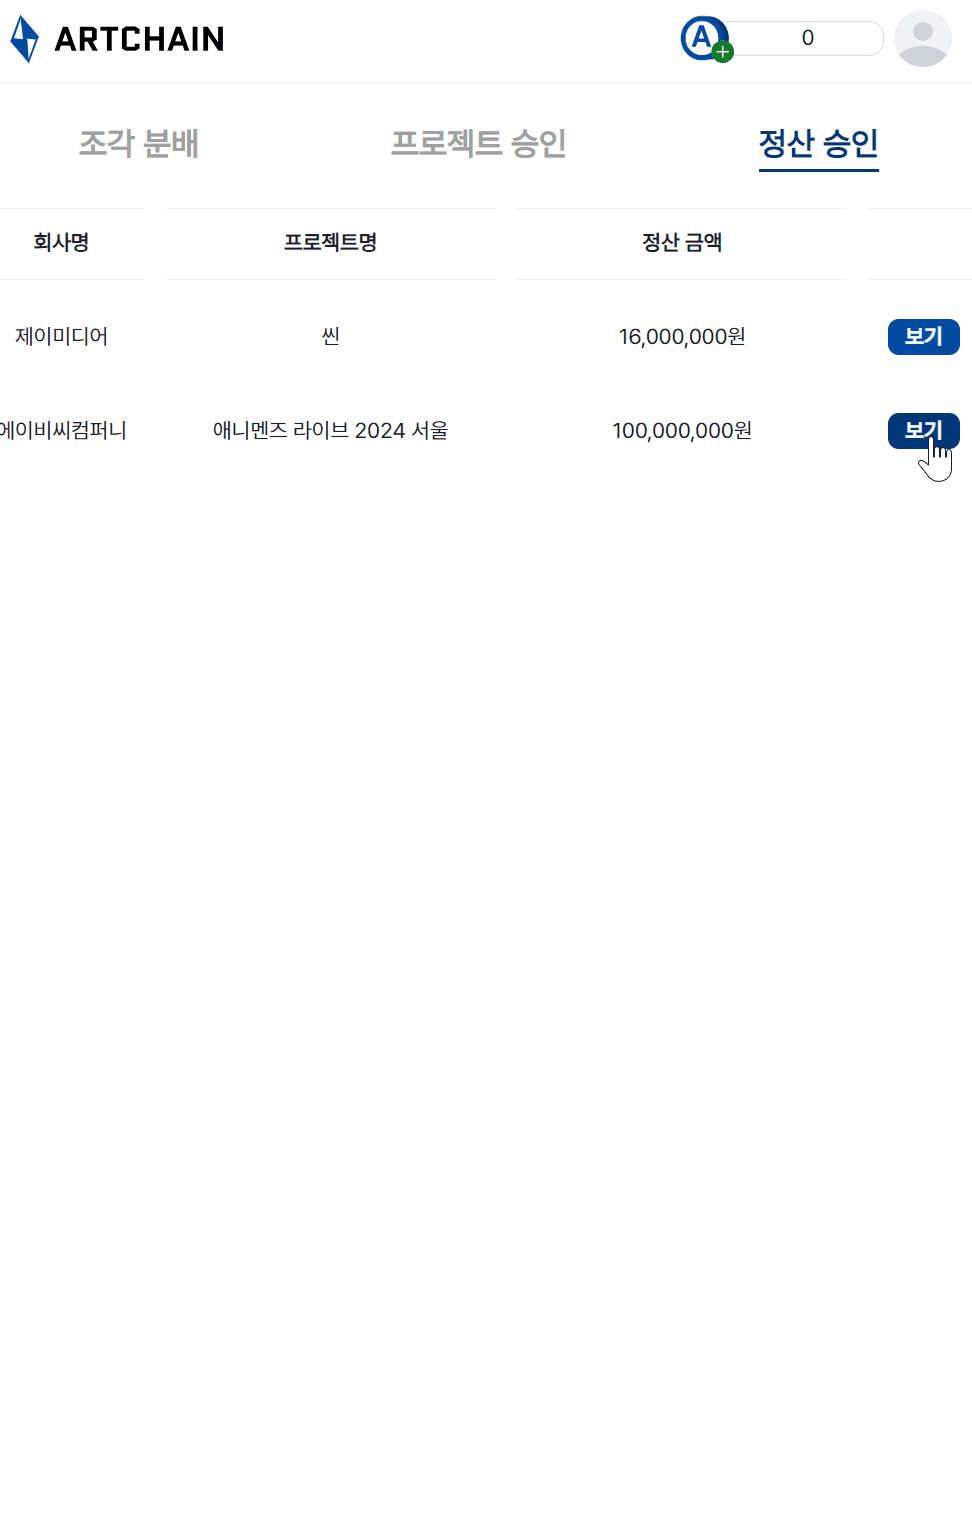 ARTCHAIN
A
0
조각 분배 프로젝트 승인 정산 승인
회사명 프로젝트명 정산 금액
제이미디어 씬 16,000,000원 보기
에이비씨컴퍼니 애니멘즈 라이브 2024 서울 100,000,000원 보기